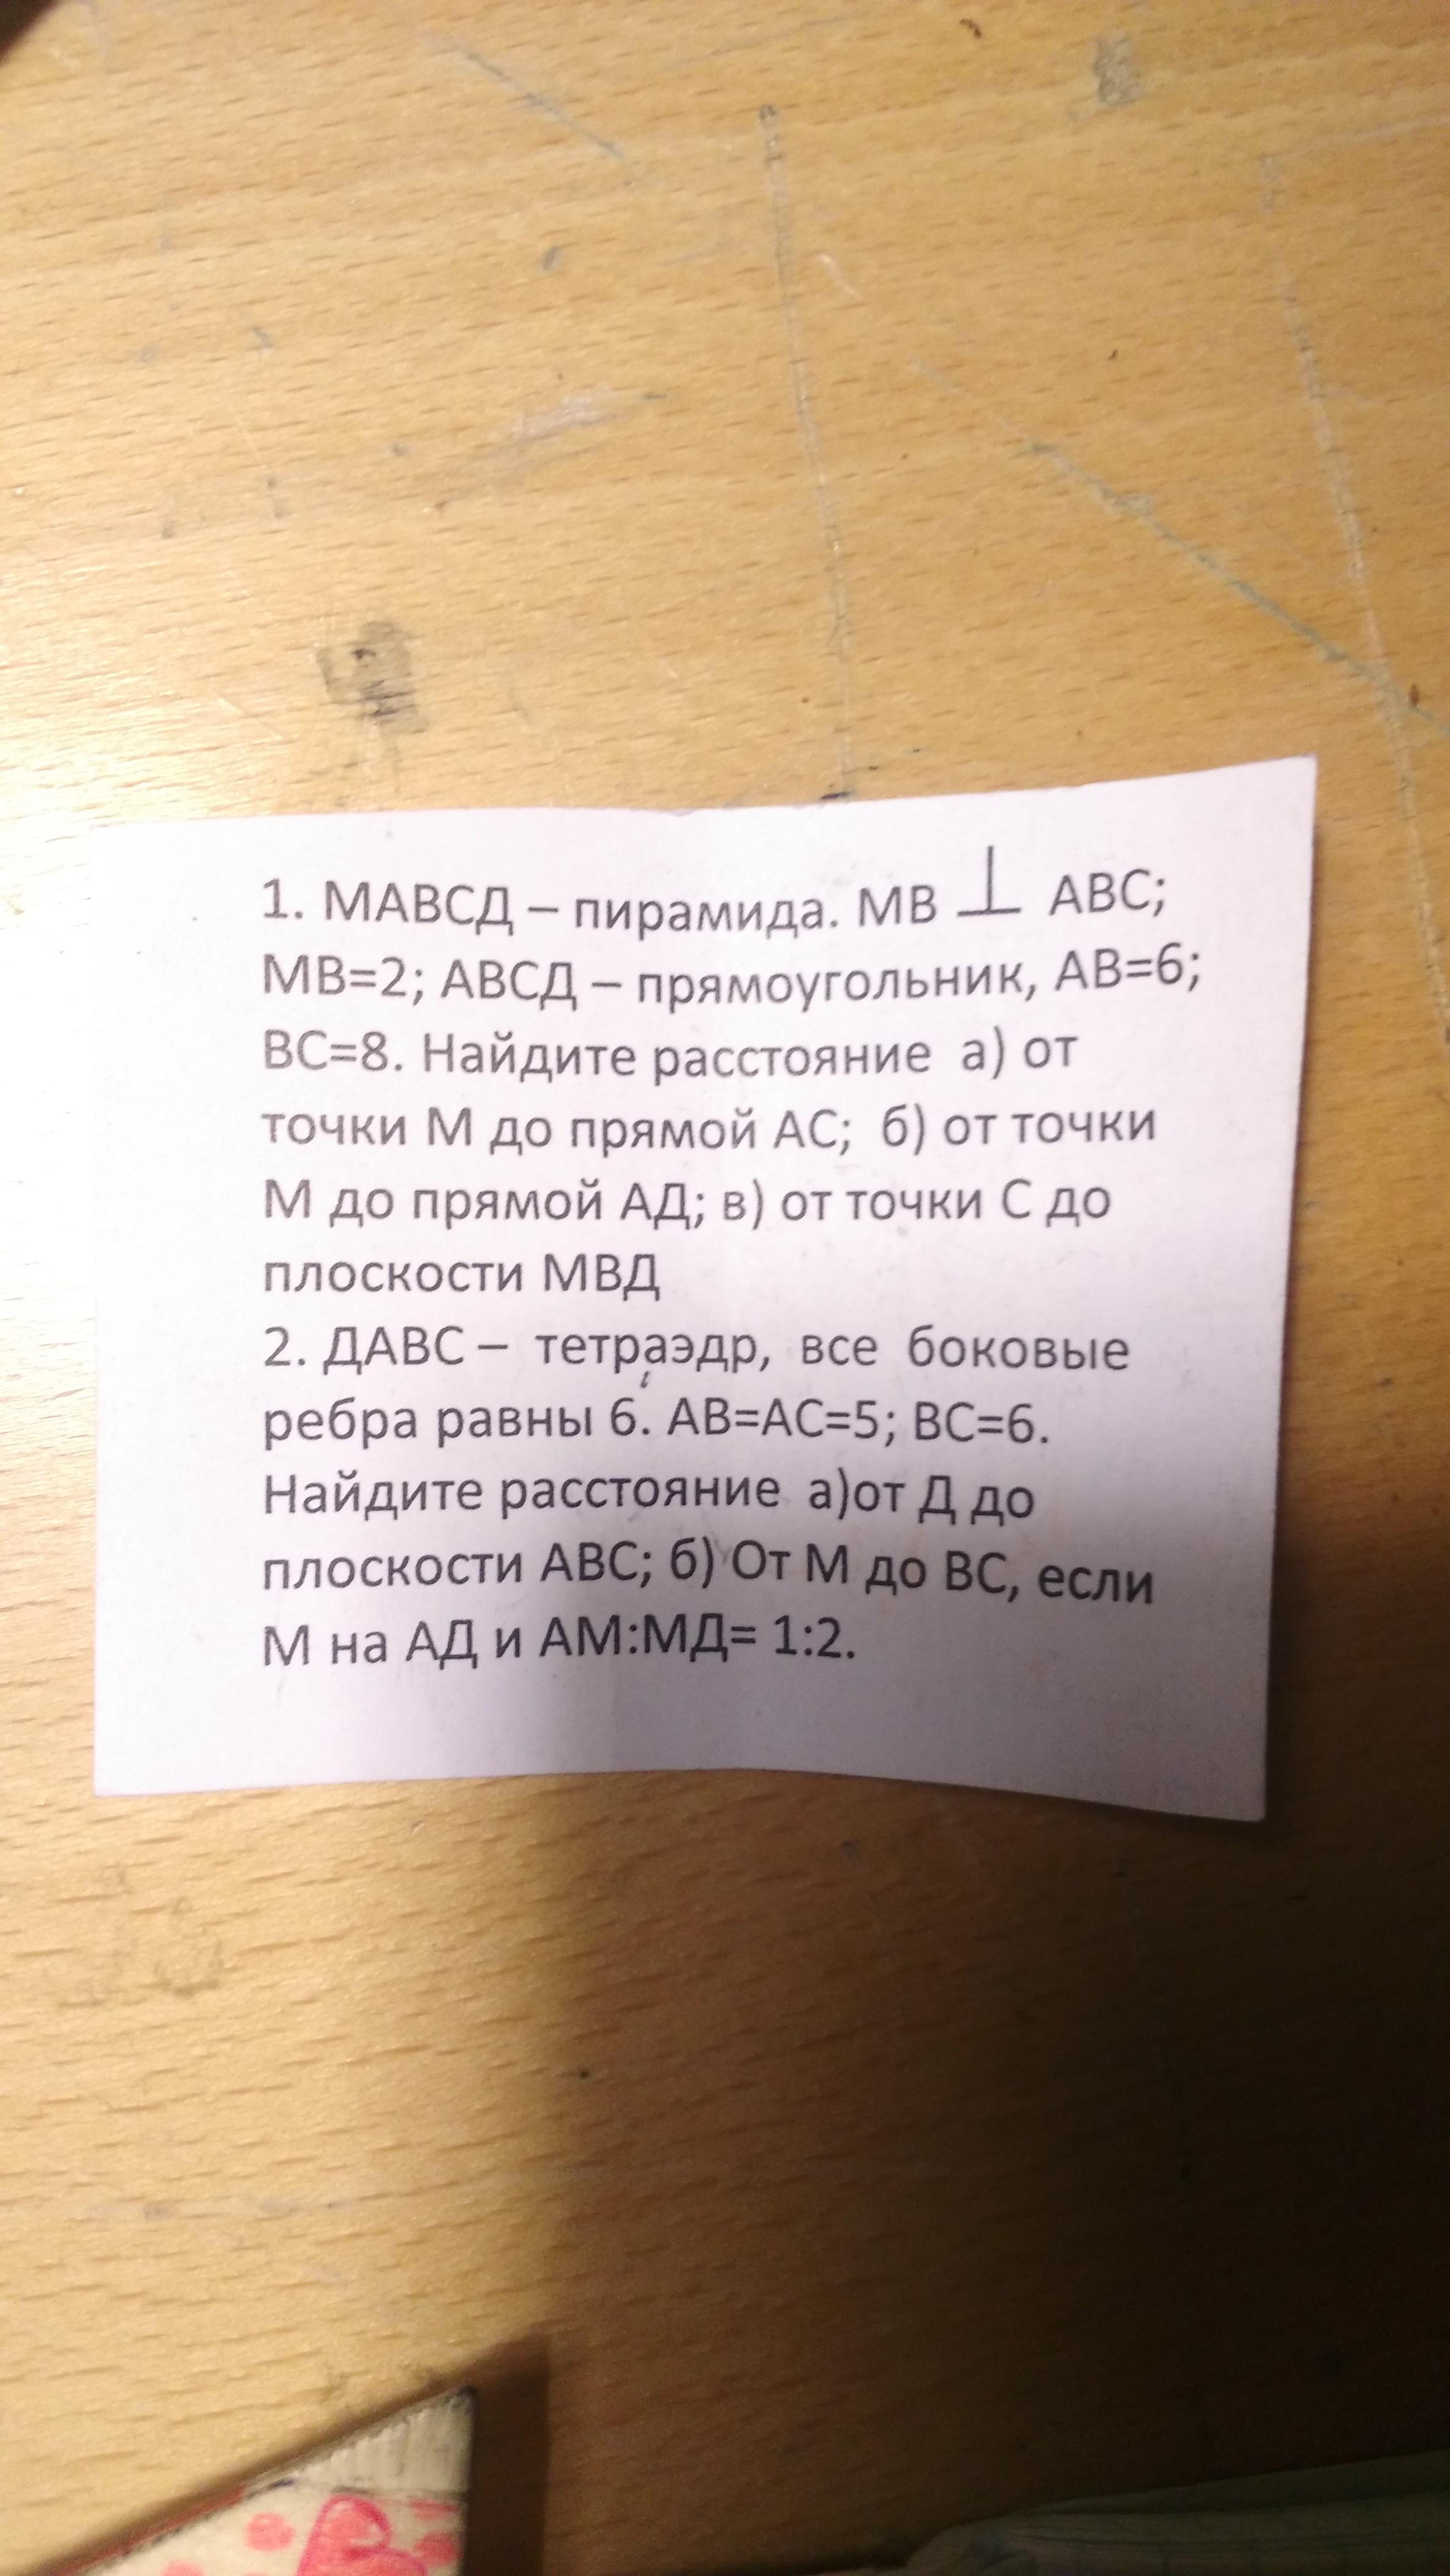 1. МАВСД – пирамида. МВ ⊥ АВС;
МВ=2; АВСД – прямоугольник, АВ=6;
ВС=8. Найдите расстояние а) от
точки М до прямой АС; б) от точки
М до прямой АД; в) от точки С до
плоскости МВД
2. ДАВС – тетраэдр, все боковые
ребра равны 6. АВ=АС=5; ВС=6.
Найдите расстояние а)от Д до
плоскости АВС; б) От М до ВС, если
М на АД и АМ:МД= 1:2.